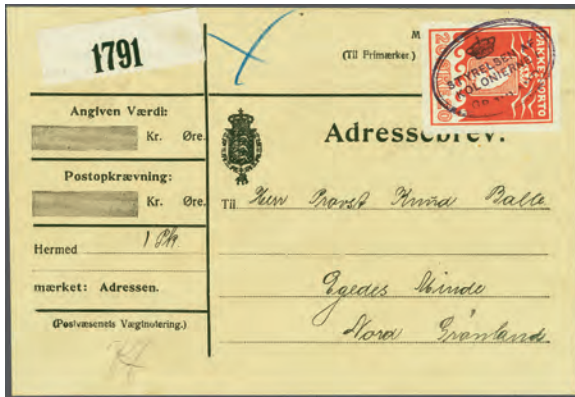 1791
M
(Til Frimærker)
PAKKE-PORTO
STYRELSEN AF
KOLONIERNE
Angiven Værdi:
Kr. Øre.
Adressebrev.
Postopkrævning:
Kr. Øre.
Til Herr Provst Knud Balle
Hermed 1 Pk
mærket: Adressen.
Egedes Minde
(Postvæsenets Vægtnotering.)
Nord Grønland